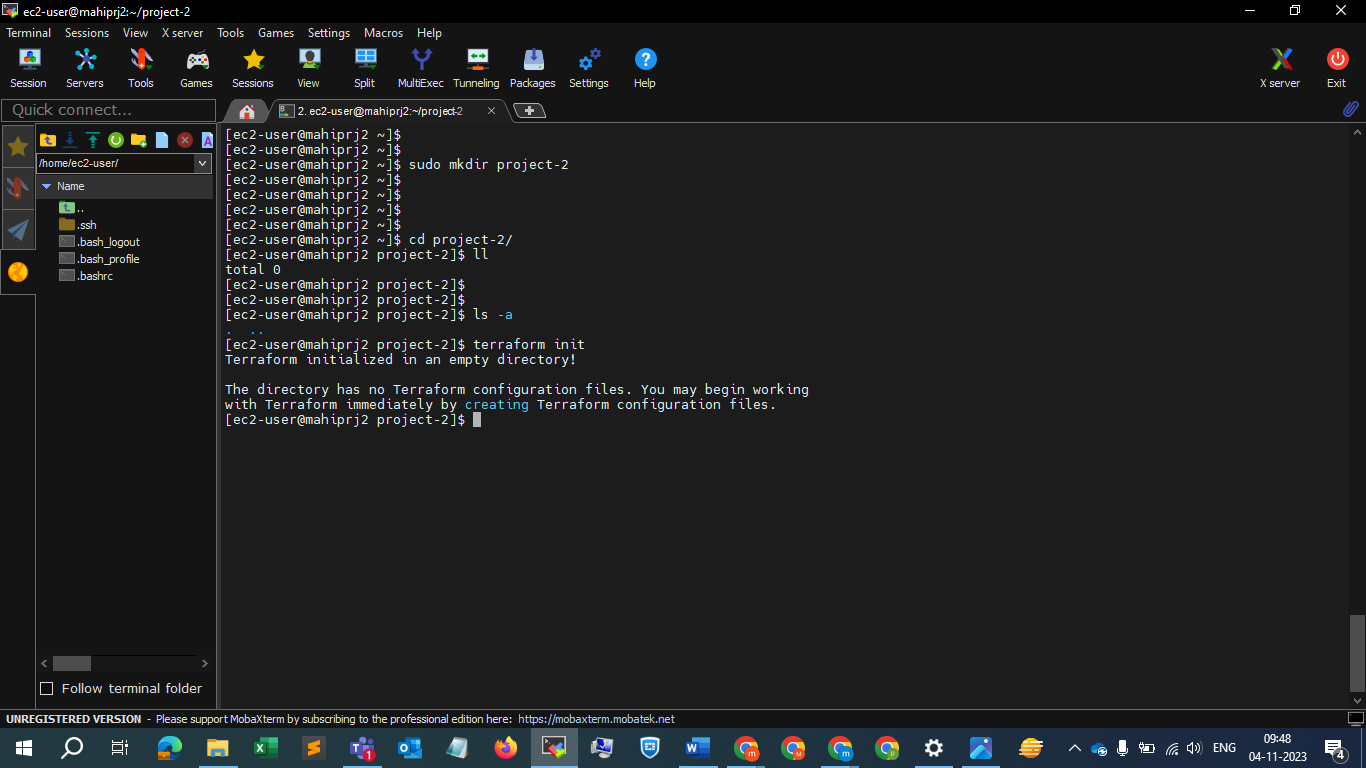 ec2-user@mahiprj2:~/project-2
Terminal Sessions View X server Tools Games Settings Macros Help
Session Servers Tools Games Sessions View Split MultiExec Tunneling Packages Settings Help X server Exit
Quick connect...
2. ec2-user@mahiprj2:~/project-2
/home/ec2-user/
Name
..
.ssh
.bash_logout
.bash_profile
.bashrc
Follow terminal folder
[ec2-user@mahiprj2 ~]$
[ec2-user@mahiprj2 ~]$
[ec2-user@mahiprj2 ~]$ sudo mkdir project-2
[ec2-user@mahiprj2 ~]$
[ec2-user@mahiprj2 ~]$
[ec2-user@mahiprj2 ~]$
[ec2-user@mahiprj2 ~]$
[ec2-user@mahiprj2 ~]$ cd project-2/
[ec2-user@mahiprj2 project-2]$ ll
total 0
[ec2-user@mahiprj2 project-2]$
[ec2-user@mahiprj2 project-2]$
[ec2-user@mahiprj2 project-2]$ ls -a
. ..
[ec2-user@mahiprj2 project-2]$ terraform init
Terraform initialized in an empty directory!
The directory has no Terraform configuration files. You may begin working
with Terraform immediately by creating Terraform configuration files.
[ec2-user@mahiprj2 project-2]$
UNREGISTERED VERSION - Please support MobaXterm by subscribing to the professional edition here: https://mobaxterm.mobatek.net
ENG
09:48
04-11-2023
4